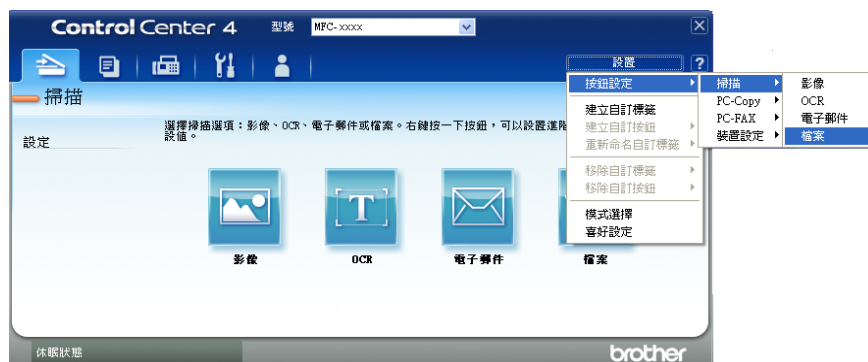 Control Center 4 型號 MFC- xxxx
設置 ?
掃描
選擇掃描選項：影像、OCR、電子郵件或檔案。右鍵按一下按鈕，可以設置進階
設值。
設定
影像
OCR
電子郵件
檔案
按鈕設定
建立自訂標籤
建立自訂按鈕
重新命名自訂標籤
移除自訂標籤
移除自訂按鈕
模式選擇
喜好設定
掃描
PC-Copy
PC-FAX
裝置設定
影像
OCR
電子郵件
檔案
休眠狀態
brother